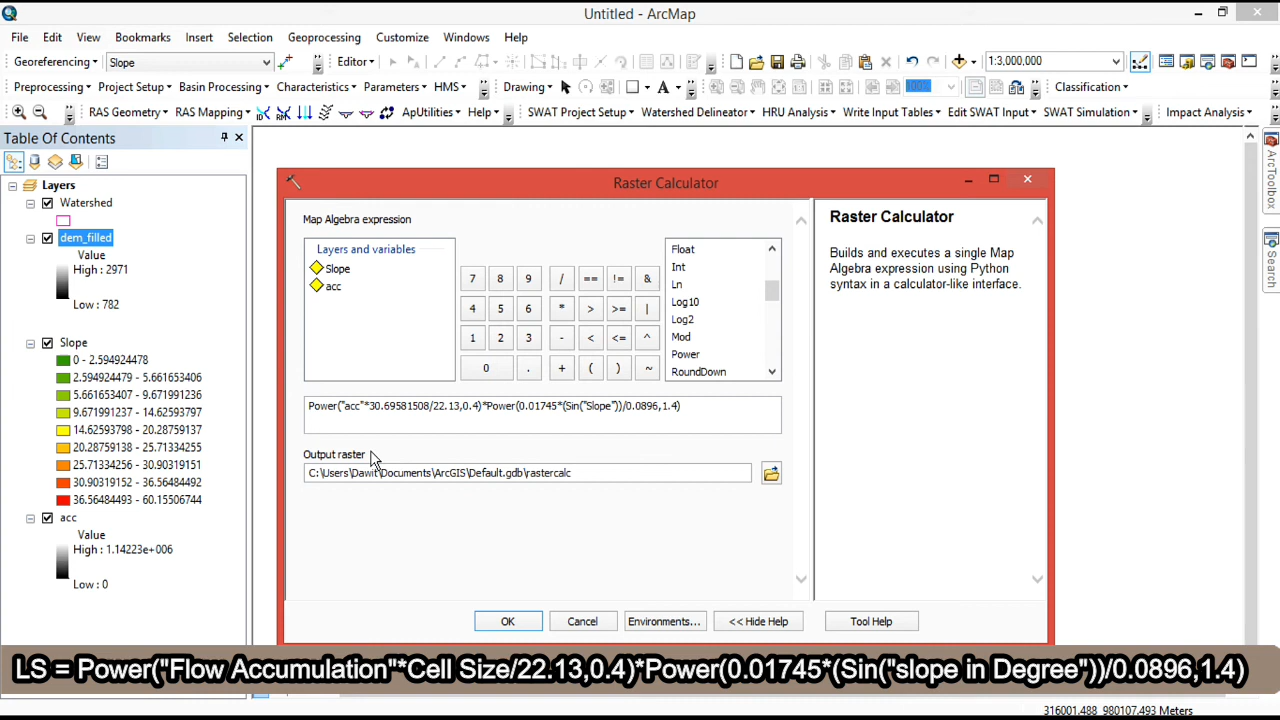 Untitled - ArcMap
File Edit View Bookmarks Insert Selection Geoprocessing Customize Windows Help
Georeferencing Slope Editor 1:3,000,000
Preprocessing Project Setup Basin Processing Characteristics Parameters HMS Drawing A 100% Classification
RAS Geometry RAS Mapping ApUtilities Help SWAT Project Setup Watershed Delineator HRU Analysis Write Input Tables Edit SWAT Input SWAT Simulation Impact Analysis
Table Of Contents
Layers
Watershed
dem_filled
Value
High : 2971
Low : 782
Slope
0 - 2.594924478
2.594924479 - 5.661653406
5.661653407 - 9.671991236
9.671991237 - 14.62593797
14.62593798 - 20.28759137
20.28759138 - 25.71334255
25.71334256 - 30.90319151
30.90319152 - 36.56484493
36.56484493 - 60.15506744
acc
Value
High : 1.14223e+006
Low : 0
Raster Calculator
Map Algebra expression
Layers and variables
Slope
acc
7 8 9 / == != &
4 5 6 * > >= |
1 2 3 - < <= ^
0 . + ( ) ~
Float
Int
Ln
Log10
Log2
Mod
Power
RoundDown
Power("acc"*30.69581508/22.13,0.4)*Power(0.01745*(Sin("Slope"))/0.0896,1.4)
Output raster
C:\Users\Dawit\Documents\ArcGIS\Default.gdb\rastercalc
OK Cancel Environments... << Hide Help Tool Help
Raster Calculator
Builds and executes a single Map
Algebra expression using Python
syntax in a calculator-like interface.
ArcToolbox
Search
LS = Power("Flow Accumulation"*Cell Size/22.13,0.4)*Power(0.01745*(Sin("slope in Degree"))/0.0896,1.4)
316001.488 980107.493 Meters